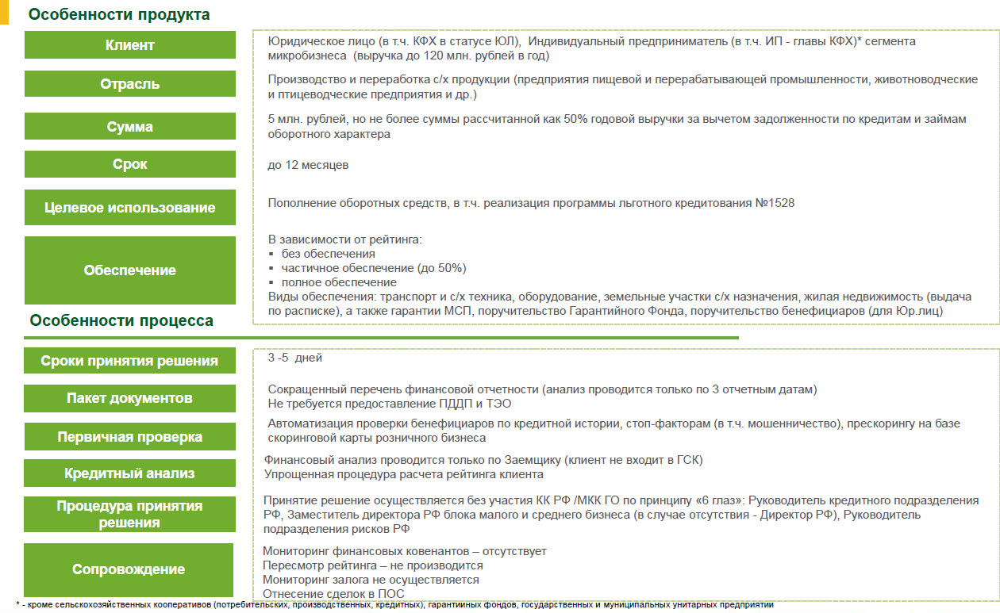 Особенности продукта
Клиент
Юридическое лицо (в т.ч. КФХ в статусе ЮЛ), Индивидуальный предприниматель (в т.ч. ИП - главы КФХ)* сегмента
микробизнеса (выручка до 120 млн. рублей в год)
Отрасль
Производство и переработка с/х продукции (предприятия пищевой и перерабатывающей промышленности, животноводческие
и птицеводческие предприятия и др.)
Сумма
5 млн. рублей, но не более суммы рассчитанной как 50% годовой выручки за вычетом задолженности по кредитам и займам
оборотного характера
Срок
до 12 месяцев
Целевое использование
Пополнение оборотных средств, в т.ч. реализация программы льготного кредитования №1528
Обеспечение
В зависимости от рейтинга:
▪ без обеспечения
▪ частичное обеспечение (до 50%)
▪ полное обеспечение
Виды обеспечения: транспорт и с/х техника, оборудование, земельные участки с/х назначения, жилая недвижимость (выдача
по расписке), а также гарантии МСП, поручительство Гарантийного Фонда, поручительство бенефициаров (для Юр.лиц)
Особенности процесса
Сроки принятия решения
3 -5 дней
Пакет документов
Сокращенный перечень финансовой отчетности (анализ проводится только по 3 отчетным датам)
Не требуется предоставление ПДДП и ТЭО
Первичная проверка
Автоматизация проверки бенефициаров по кредитной истории, стоп-факторам (в т.ч. мошенничество), прескорингу на базе
скоринговой карты розничного бизнеса
Кредитный анализ
Финансовый анализ проводится только по Заемщику (клиент не входит в ГСК)
Упрощенная процедура расчета рейтинга клиента
Процедура принятия
решения
Принятие решение осуществляется без участия КК РФ /МКК ГО по принципу «6 глаз»: Руководитель кредитного подразделения
РФ, Заместитель директора РФ блока малого и среднего бизнеса (в случае отсутствия - Директор РФ), Руководитель
подразделения рисков РФ
Сопровождение
Мониторинг финансовых ковенантов – отсутствует
Пересмотр рейтинга – не производится
Мониторинг залога не осуществляется
Отнесение сделок в ПОС
* - кроме сельскохозяйственных кооперативов (потребительских, производственных, кредитных), гарантийных фондов, государственных и муниципальных унитарных предприятий